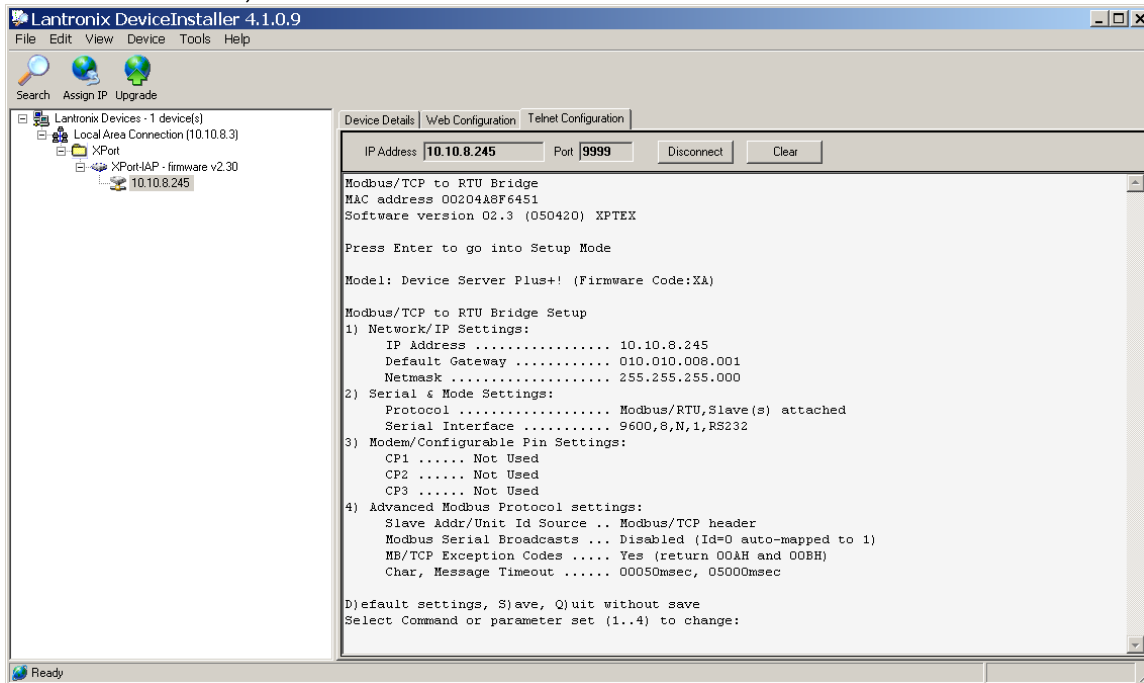 Lantronix DeviceInstaller 4.1.0.9
File Edit View Device Tools Help
Search Assign IP Upgrade
Lantronix Devices - 1 device(s)
Local Area Connection (10.10.8.3)
XPort
XPort-IAP - firmware v2.30
10.10.8.245
Device Details Web Configuration Telnet Configuration
IP Address 10.10.8.245 Port 9999 Disconnect Clear
Modbus/TCP to RTU Bridge
MAC address 00204A8F6451
Software version 02.3 (050420) XPTEX
Press Enter to go into Setup Mode
Model: Device Server Plus+! (Firmware Code:XA)
Modbus/TCP to RTU Bridge Setup
1) Network/IP Settings:
IP Address ................. 10.10.8.245
Default Gateway ............ 010.010.008.001
Netmask .................... 255.255.255.000
2) Serial & Mode Settings:
Protocol ................... Modbus/RTU,Slave(s) attached
Serial Interface ........... 9600,8,N,1,RS232
3) Modem/Configurable Pin Settings:
CP1 ...... Not Used
CP2 ...... Not Used
CP3 ...... Not Used
4) Advanced Modbus Protocol settings:
Slave Addr/Unit Id Source .. Modbus/TCP header
Modbus Serial Broadcasts ... Disabled (Id=0 auto-mapped to 1)
MB/TCP Exception Codes ..... Yes (return 00AH and 00BH)
Char, Message Timeout ...... 00050msec, 05000msec
D)efault settings, S)ave, Q)uit without save
Select Command or parameter set (1..4) to change:
Ready